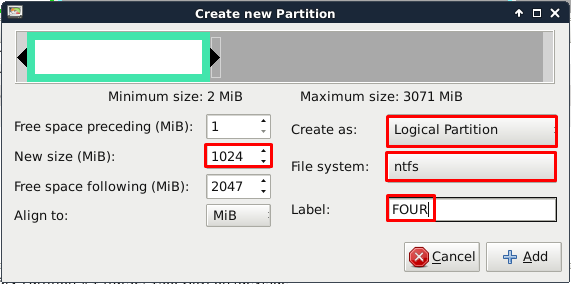 Create new Partition
Minimum size: 2 MiB Maximum size: 3071 MiB
Free space preceding (MiB): 1 Create as: Logical Partition
New size (MiB): 1024 File system: ntfs
Free space following (MiB): 2047
Align to: MiB Label: FOUR
Cancel Add